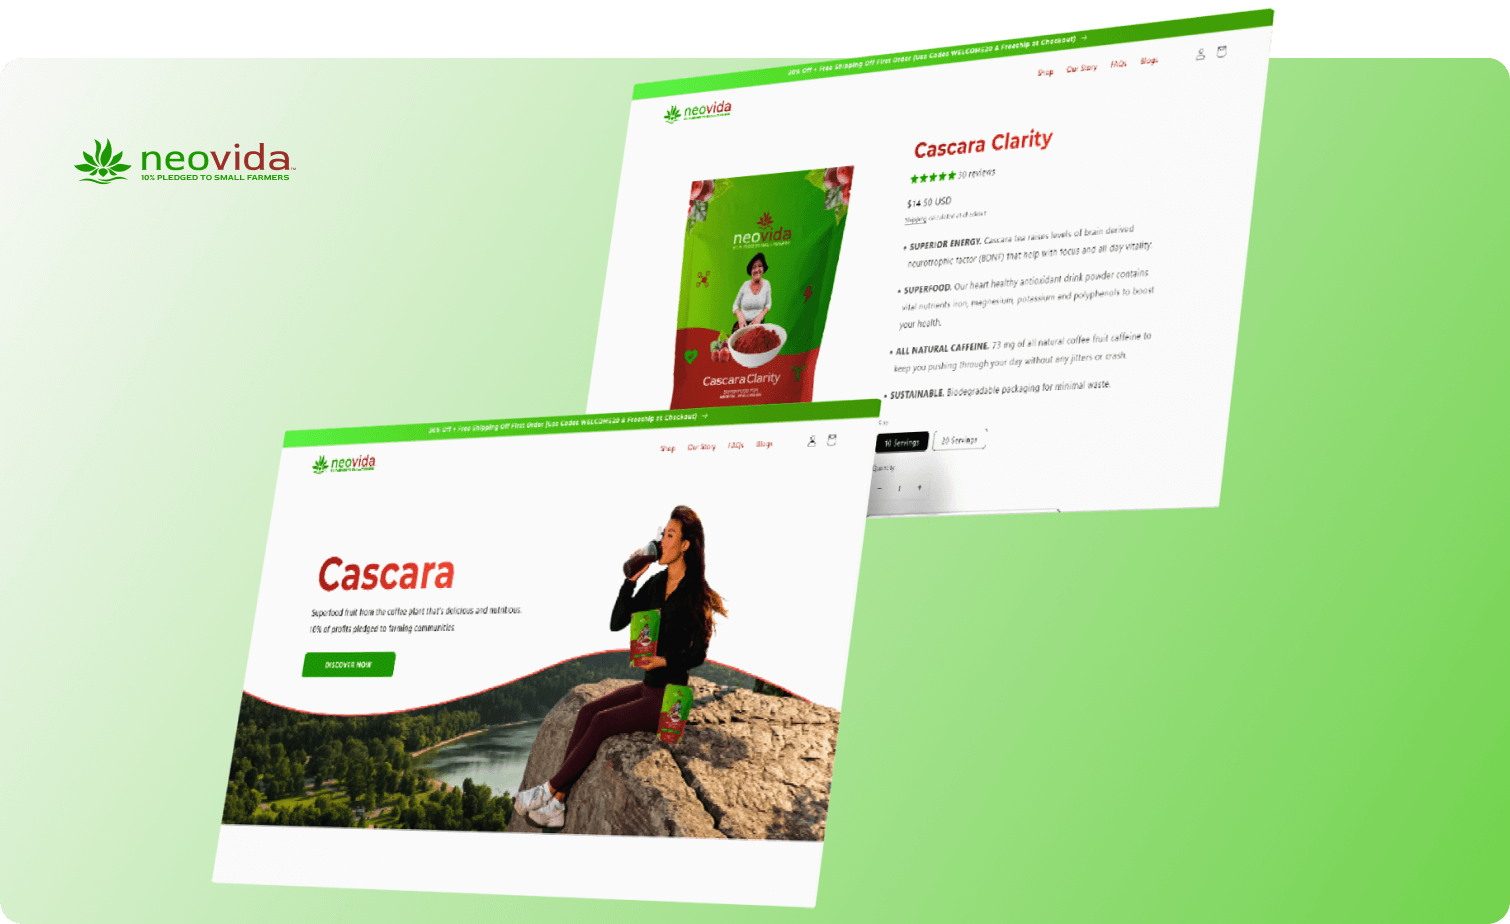 neovida
10% PLEDGED TO SMALL FARMERS
20% Off + Free Shipping Off First Order (Use Codes WELCOME20 & Freeship at Checkout) →
neovida
Shop Our Story FAQs Blogs
Cascara Clarity
30 reviews
$14.50 USD
Shipping calculated at checkout
• SUPERIOR ENERGY. Cascara tea raises levels of brain derived
neurotrophic factor (BDNF) that help with focus and all day vitality.
• SUPERFOOD. Our heart healthy antioxidant drink powder contains
vital nutrients iron, magnesium, potassium and polyphenols to boost
your health.
• ALL NATURAL CAFFEINE. 73 mg of all natural coffee fruit caffeine to
keep you pushing through your day without any jitters or crash.
• SUSTAINABLE. Biodegradable packaging for minimal waste.
Size
10 Servings 20 Servings
Quantity
− 1 +
neovida
Cascara Clarity
20% Off + Free Shipping Off First Order (Use Codes WELCOME20 & Freeship at Checkout) →
neovida
Shop Our Story FAQs Blogs
Cascara
Superfood fruit from the coffee plant that's delicious and nutritious.
10% of profits pledged to farming communities.
DISCOVER NOW